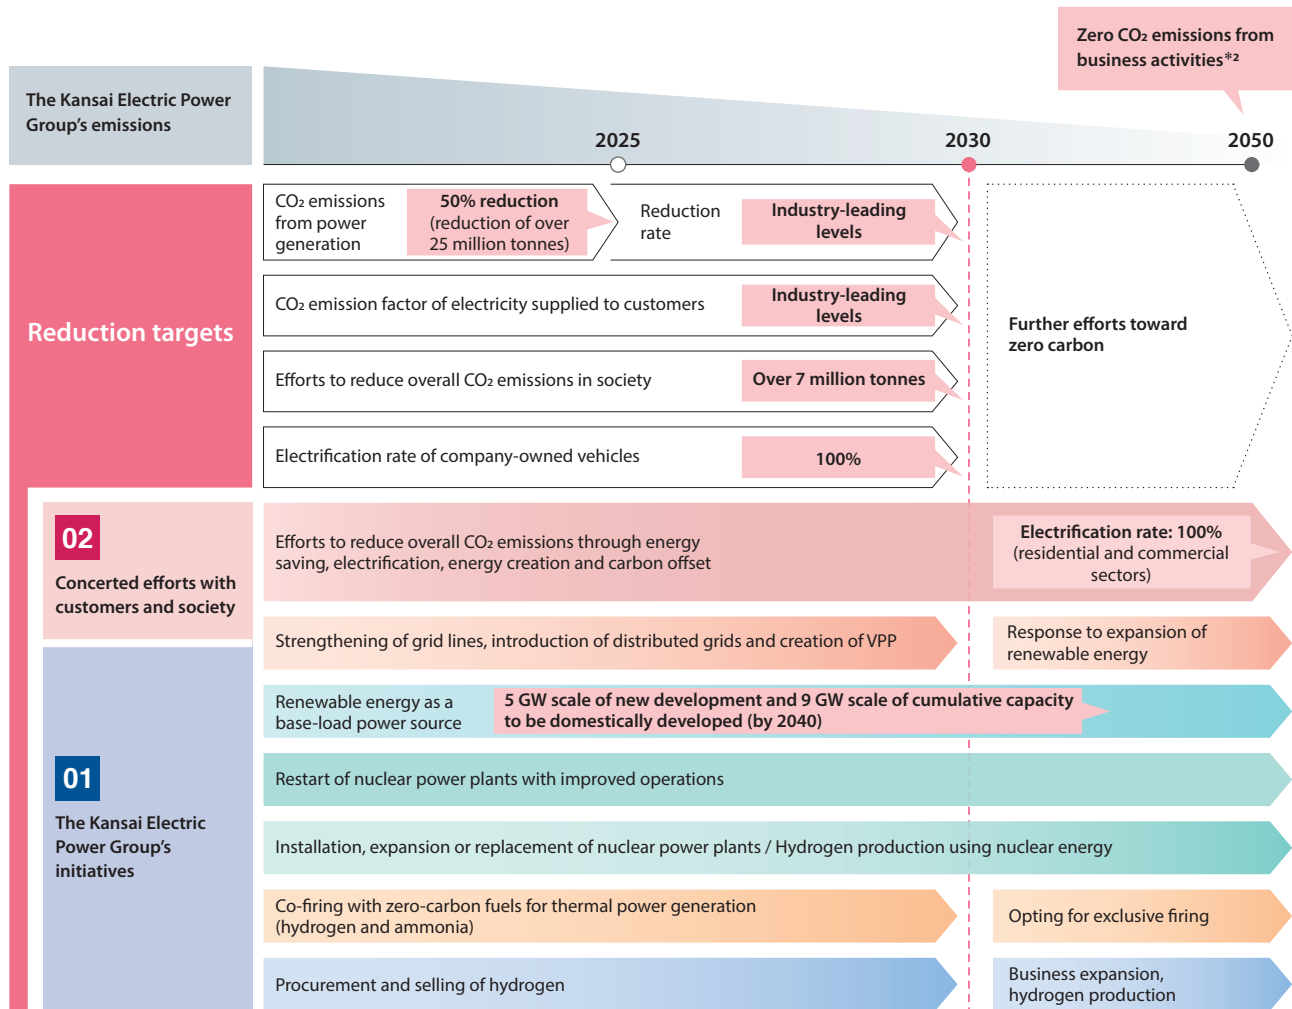 Zero CO₂ emissions from
business activities*²
The Kansai Electric Power
Group's emissions
2025
2030
2050
Reduction targets
CO₂ emissions
from power
generation
50% reduction
(reduction of over
25 million tonnes)
Reduction
rate
Industry-leading
levels
CO₂ emission factor of electricity supplied to customers
Industry-leading
levels
Efforts to reduce overall CO₂ emissions in society
Over 7 million tonnes
Electrification rate of company-owned vehicles
100%
Further efforts toward
zero carbon
02
Concerted efforts with
customers and society
Efforts to reduce overall CO₂ emissions through energy
saving, electrification, energy creation and carbon offset
Electrification rate: 100%
(residential and commercial
sectors)
Strengthening of grid lines, introduction of distributed grids and creation of VPP
Response to expansion of
renewable energy
01
The Kansai Electric
Power Group's
initiatives
Renewable energy as a
base-load power source
5 GW scale of new development and 9 GW scale of cumulative capacity
to be domestically developed (by 2040)
Restart of nuclear power plants with improved operations
Installation, expansion or replacement of nuclear power plants / Hydrogen production using nuclear energy
Co-firing with zero-carbon fuels for thermal power generation
(hydrogen and ammonia)
Opting for exclusive firing
Procurement and selling of hydrogen
Business expansion,
hydrogen production